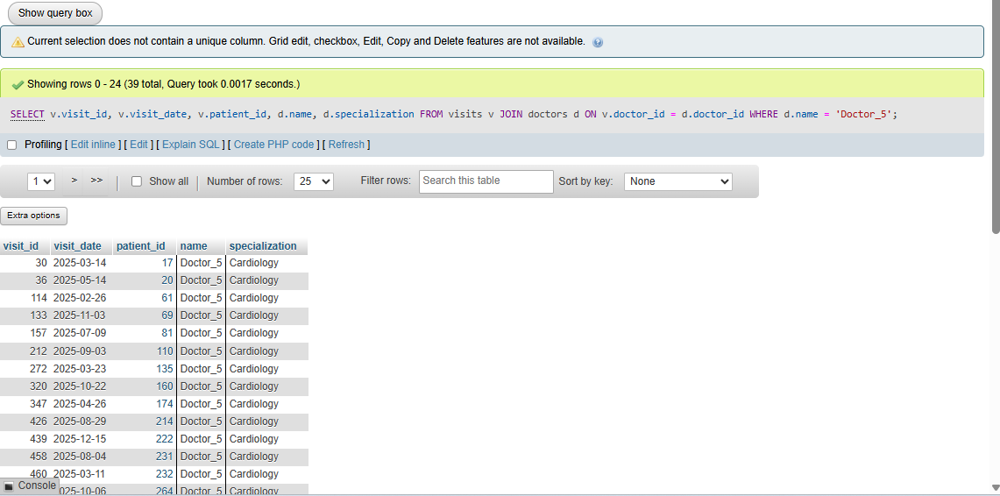 Show query box
Current selection does not contain a unique column. Grid edit, checkbox, Edit, Copy and Delete features are not available.
Showing rows 0 - 24 (39 total, Query took 0.0017 seconds.)
SELECT v.visit_id, v.visit_date, v.patient_id, d.name, d.specialization FROM visits v JOIN doctors d ON v.doctor_id = d.doctor_id WHERE d.name = 'Doctor_5';
Profiling [ Edit inline ] [ Edit ] [ Explain SQL ] [ Create PHP code ] [ Refresh ]
1 > >> Show all Number of rows: 25 Filter rows: Search this table Sort by key: None
Extra options
visit_id visit_date patient_id name specialization
30 2025-03-14 17 Doctor_5 Cardiology
36 2025-05-14 20 Doctor_5 Cardiology
114 2025-02-26 61 Doctor_5 Cardiology
133 2025-11-03 69 Doctor_5 Cardiology
157 2025-07-09 81 Doctor_5 Cardiology
212 2025-09-03 110 Doctor_5 Cardiology
272 2025-03-23 135 Doctor_5 Cardiology
320 2025-10-22 160 Doctor_5 Cardiology
347 2025-04-26 174 Doctor_5 Cardiology
426 2025-08-29 214 Doctor_5 Cardiology
439 2025-12-15 222 Doctor_5 Cardiology
458 2025-08-04 231 Doctor_5 Cardiology
460 2025-03-11 232 Doctor_5 Cardiology
Console 025-10-06 264 Doctor_5 Cardiology